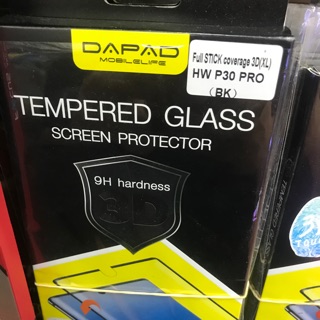 DAPAD
MOBILELIFE
Full STICK coverage 3D(XL)
HW P30 PRO
(BK)
TEMPERED GLASS
SCREEN PROTECTOR
9H hardness
3D